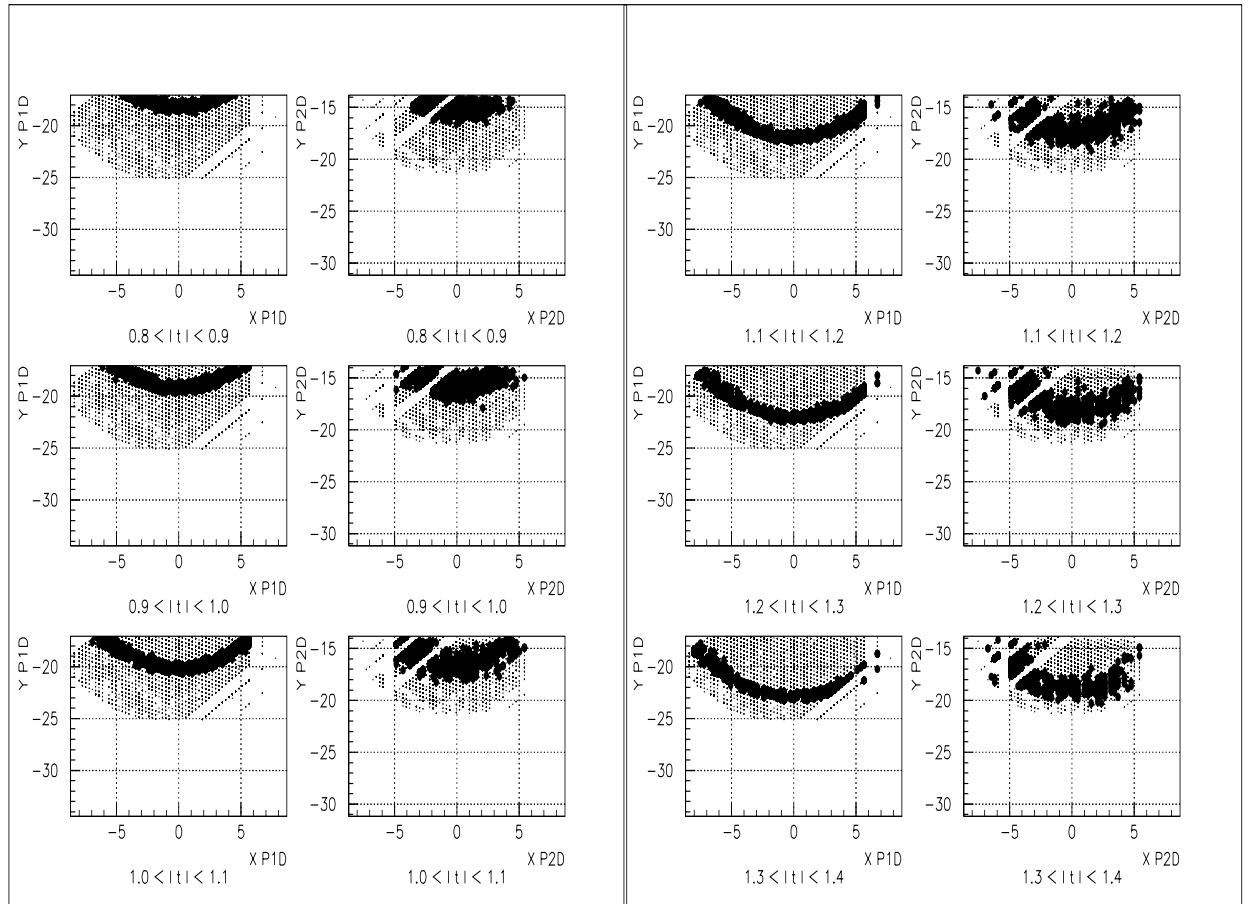 Y P1D
−20
−25
−30
−5 0 5
X P1D
0.8 < |t| < 0.9
Y P2D
−15
−20
−25
−30
−5 0 5
X P2D
0.8 < |t| < 0.9
Y P1D
−20
−25
−30
−5 0 5
X P1D
1.1 < |t| < 1.2
Y P2D
−15
−20
−25
−30
−5 0 5
X P2D
1.1 < |t| < 1.2
Y P1D
−20
−25
−30
−5 0 5
X P1D
0.9 < |t| < 1.0
Y P2D
−15
−20
−25
−30
−5 0 5
X P2D
0.9 < |t| < 1.0
Y P1D
−20
−25
−30
−5 0 5
X P1D
1.2 < |t| < 1.3
Y P2D
−15
−20
−25
−30
−5 0 5
X P2D
1.2 < |t| < 1.3
Y P1D
−20
−25
−30
−5 0 5
X P1D
1.0 < |t| < 1.1
Y P2D
−15
−20
−25
−30
−5 0 5
X P2D
1.0 < |t| < 1.1
Y P1D
−20
−25
−30
−5 0 5
X P1D
1.3 < |t| < 1.4
Y P2D
−15
−20
−25
−30
−5 0 5
X P2D
1.3 < |t| < 1.4